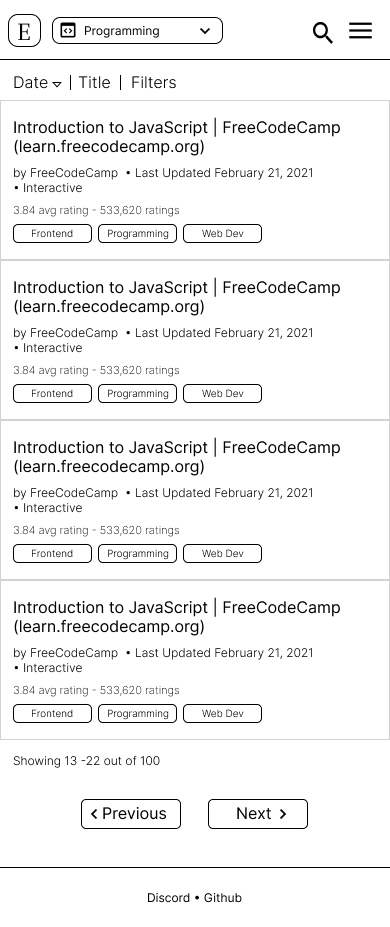 E Programming
Date | Title | Filters
Introduction to JavaScript | FreeCodeCamp
(learn.freecodecamp.org)
by FreeCodeCamp • Last Updated February 21, 2021
• Interactive
3.84 avg rating - 533,620 ratings
Frontend Programming Web Dev
Introduction to JavaScript | FreeCodeCamp
(learn.freecodecamp.org)
by FreeCodeCamp • Last Updated February 21, 2021
• Interactive
3.84 avg rating - 533,620 ratings
Frontend Programming Web Dev
Introduction to JavaScript | FreeCodeCamp
(learn.freecodecamp.org)
by FreeCodeCamp • Last Updated February 21, 2021
• Interactive
3.84 avg rating - 533,620 ratings
Frontend Programming Web Dev
Introduction to JavaScript | FreeCodeCamp
(learn.freecodecamp.org)
by FreeCodeCamp • Last Updated February 21, 2021
• Interactive
3.84 avg rating - 533,620 ratings
Frontend Programming Web Dev
Showing 13 -22 out of 100
Previous Next
Discord • Github